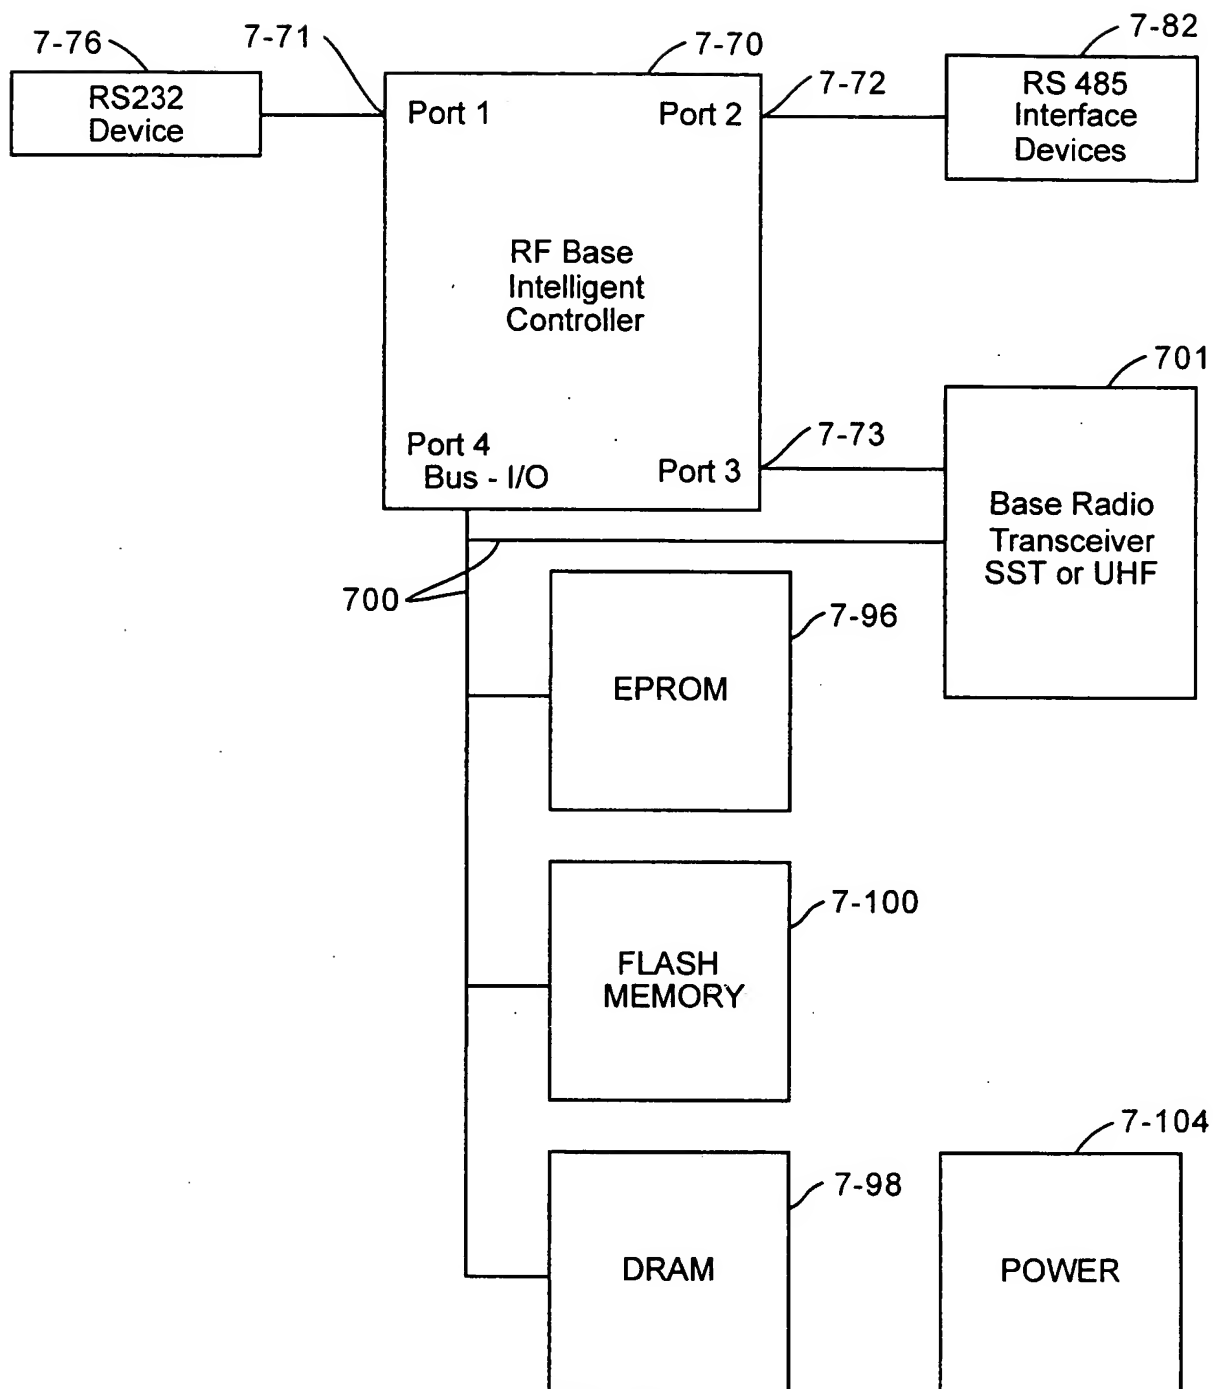 7-76
7-71
7-70
7-82
RS232
Device
Port 1
Port 2
7-72
RS 485
Interface
Devices
RF Base
Intelligent
Controller
701
Port 4
Bus - I/O
Port 3
7-73
Base Radio
Transceiver
SST or UHF
700
7-96
EPROM
7-100
FLASH
MEMORY
7-104
7-98
DRAM
POWER